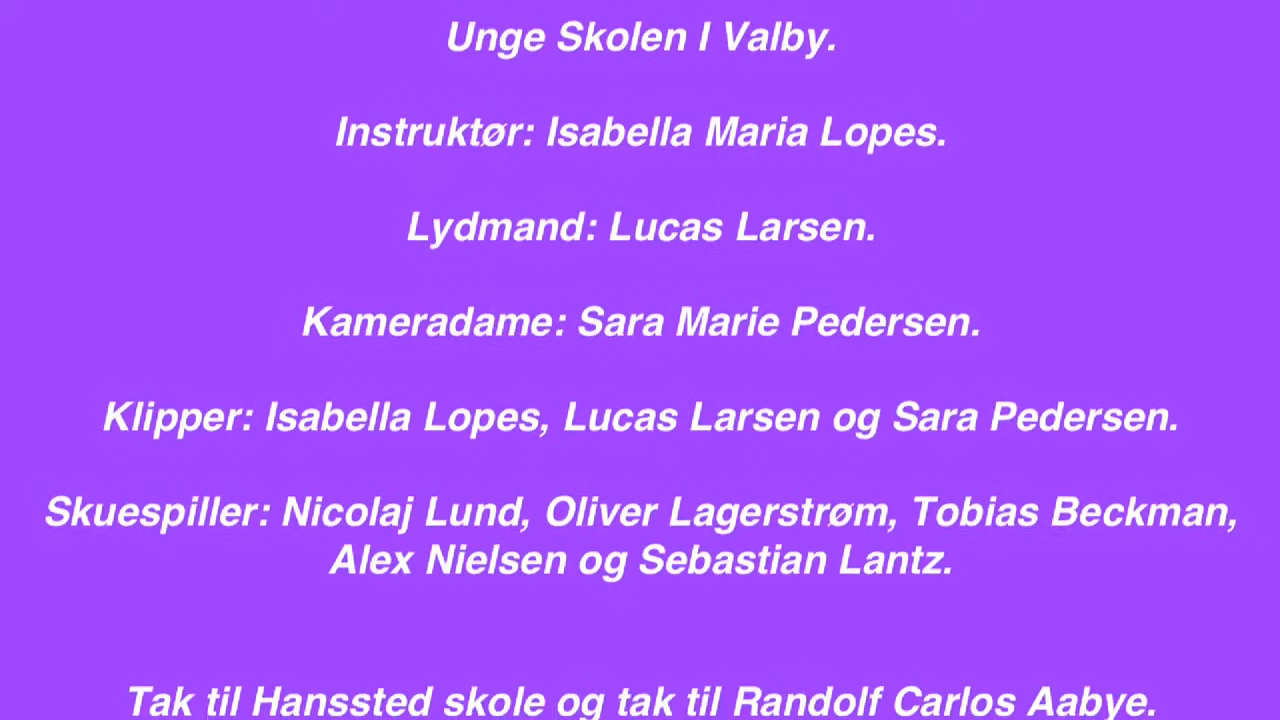 Unge Skolen I Valby.
Instruktør: Isabella Maria Lopes.
Lydmand: Lucas Larsen.
Kameradame: Sara Marie Pedersen.
Klipper: Isabella Lopes, Lucas Larsen og Sara Pedersen.
Skuespiller: Nicolaj Lund, Oliver Lagerstrøm, Tobias Beckman,
Alex Nielsen og Sebastian Lantz.
Tak til Hanssted skole og tak til Randolf Carlos Aabye.